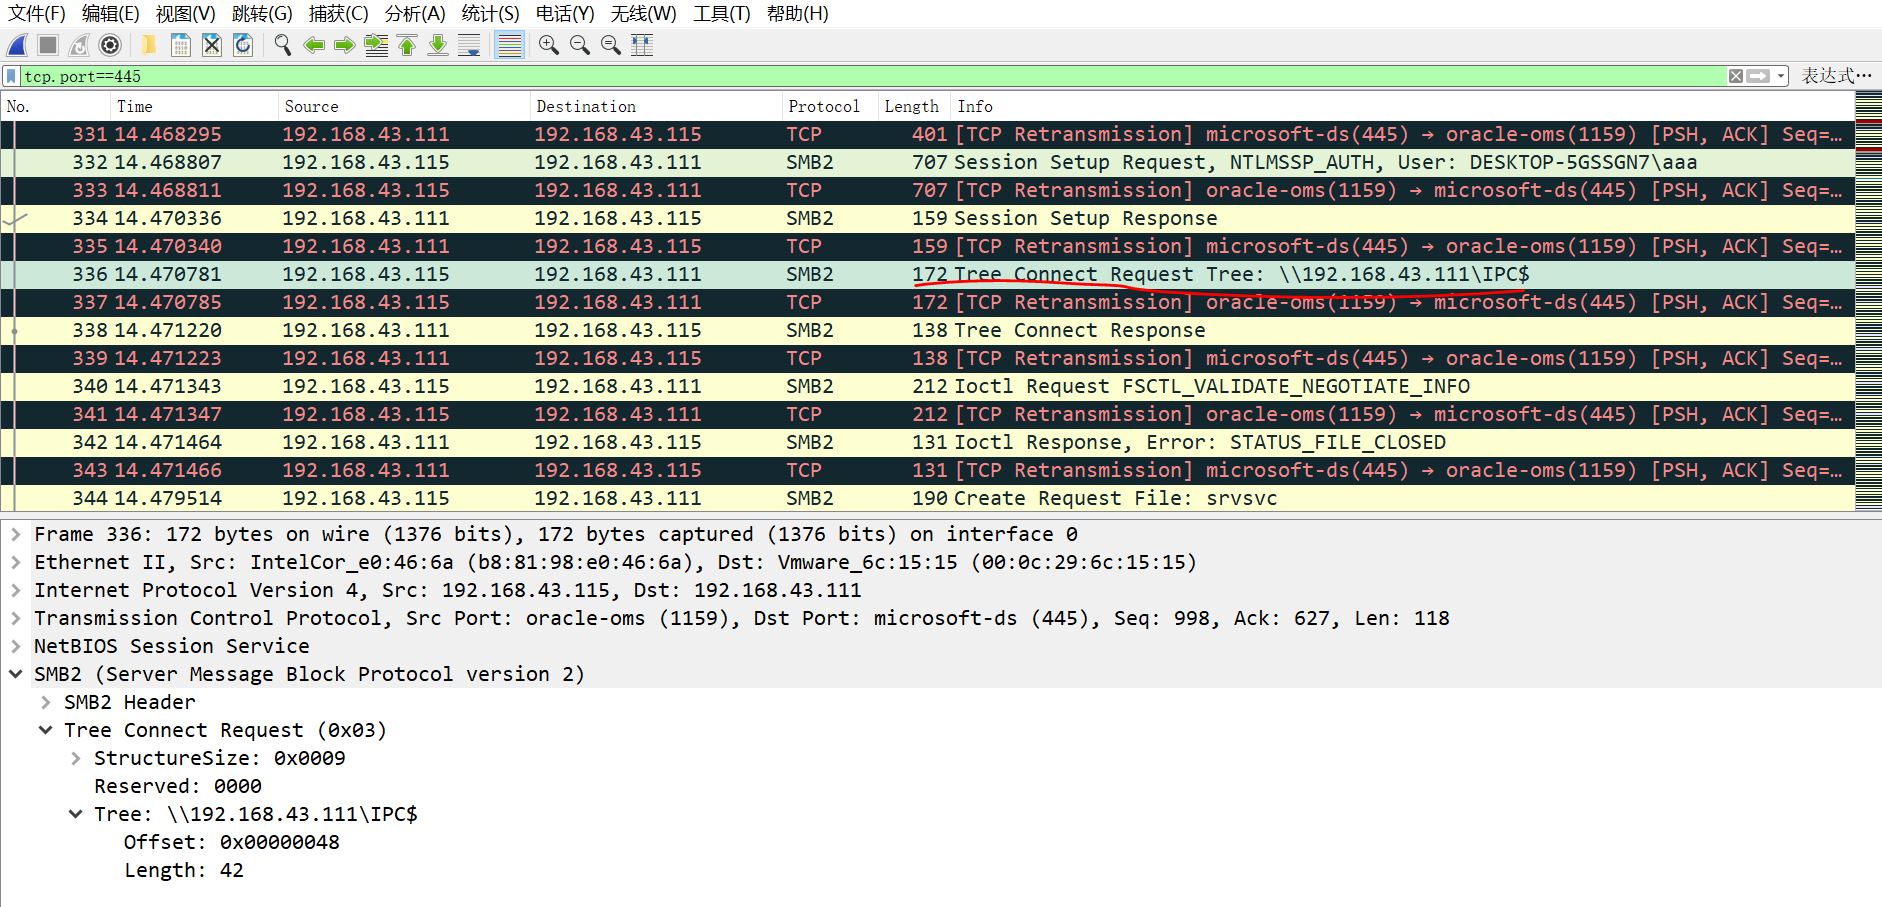 文件(F) 编辑(E) 视图(V) 跳转(G) 捕获(C) 分析(A) 统计(S) 电话(Y) 无线(W) 工具(T) 帮助(H)
tcp.port==445 表达式…
No. Time Source Destination Protocol Length Info
331 14.468295 192.168.43.111 192.168.43.115 TCP 401 [TCP Retransmission] microsoft-ds(445) → oracle-oms(1159) [PSH, ACK] Seq=…
332 14.468807 192.168.43.115 192.168.43.111 SMB2 707 Session Setup Request, NTLMSSP_AUTH, User: DESKTOP-5GSSGN7\aaa
333 14.468811 192.168.43.115 192.168.43.111 TCP 707 [TCP Retransmission] oracle-oms(1159) → microsoft-ds(445) [PSH, ACK] Seq=…
334 14.470336 192.168.43.111 192.168.43.115 SMB2 159 Session Setup Response
335 14.470340 192.168.43.111 192.168.43.115 TCP 159 [TCP Retransmission] microsoft-ds(445) → oracle-oms(1159) [PSH, ACK] Seq=…
336 14.470781 192.168.43.115 192.168.43.111 SMB2 172 Tree Connect Request Tree: \\192.168.43.111\IPC$
337 14.470785 192.168.43.115 192.168.43.111 TCP 172 [TCP Retransmission] oracle-oms(1159) → microsoft-ds(445) [PSH, ACK] Seq=…
338 14.471220 192.168.43.111 192.168.43.115 SMB2 138 Tree Connect Response
339 14.471223 192.168.43.111 192.168.43.115 TCP 138 [TCP Retransmission] microsoft-ds(445) → oracle-oms(1159) [PSH, ACK] Seq=…
340 14.471343 192.168.43.115 192.168.43.111 SMB2 212 Ioctl Request FSCTL_VALIDATE_NEGOTIATE_INFO
341 14.471347 192.168.43.115 192.168.43.111 TCP 212 [TCP Retransmission] oracle-oms(1159) → microsoft-ds(445) [PSH, ACK] Seq=…
342 14.471464 192.168.43.111 192.168.43.115 SMB2 131 Ioctl Response, Error: STATUS_FILE_CLOSED
343 14.471466 192.168.43.111 192.168.43.115 TCP 131 [TCP Retransmission] microsoft-ds(445) → oracle-oms(1159) [PSH, ACK] Seq=…
344 14.479514 192.168.43.115 192.168.43.111 SMB2 190 Create Request File: srvsvc
Frame 336: 172 bytes on wire (1376 bits), 172 bytes captured (1376 bits) on interface 0
Ethernet II, Src: IntelCor_e0:46:6a (b8:81:98:e0:46:6a), Dst: Vmware_6c:15:15 (00:0c:29:6c:15:15)
Internet Protocol Version 4, Src: 192.168.43.115, Dst: 192.168.43.111
Transmission Control Protocol, Src Port: oracle-oms (1159), Dst Port: microsoft-ds (445), Seq: 998, Ack: 627, Len: 118
NetBIOS Session Service
SMB2 (Server Message Block Protocol version 2)
SMB2 Header
Tree Connect Request (0x03)
StructureSize: 0x0009
Reserved: 0000
Tree: \\192.168.43.111\IPC$
Offset: 0x00000048
Length: 42